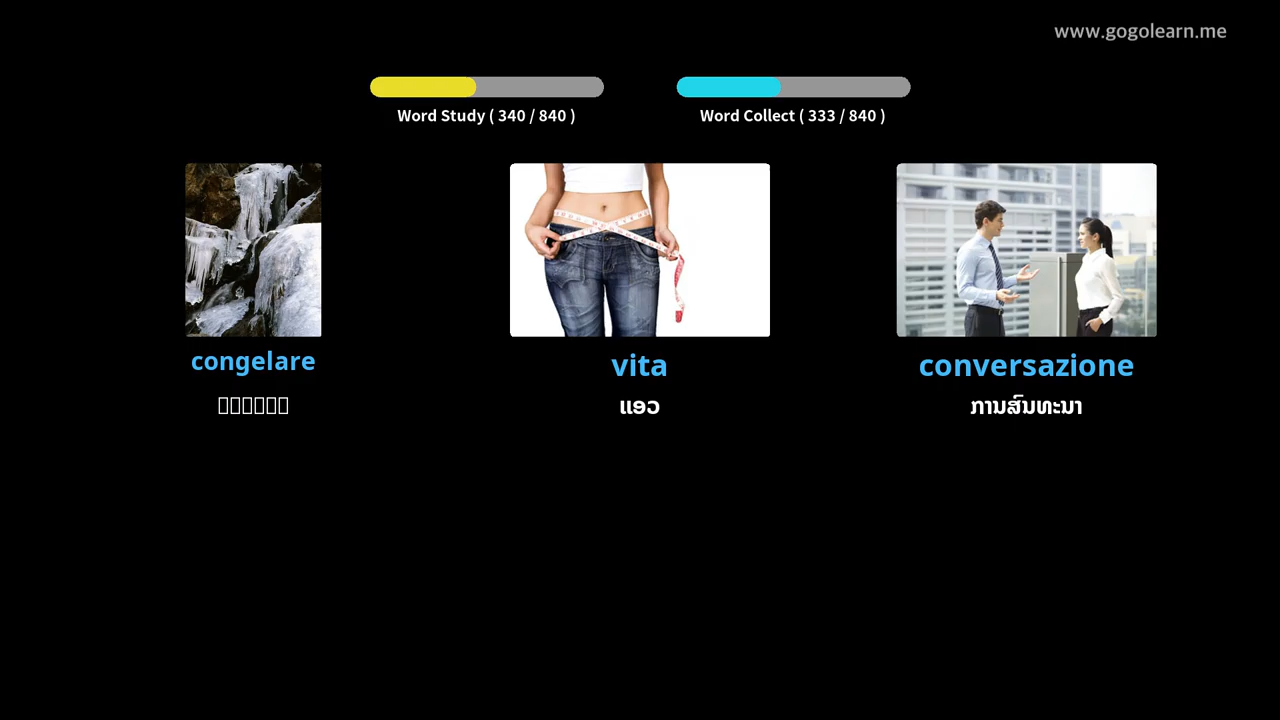 www.gogolearn.me
Word Study ( 340 / 840 )
Word Collect ( 333 / 840 )
congelare
vita
conversazione
ແອວ
ການສົນທະນາ